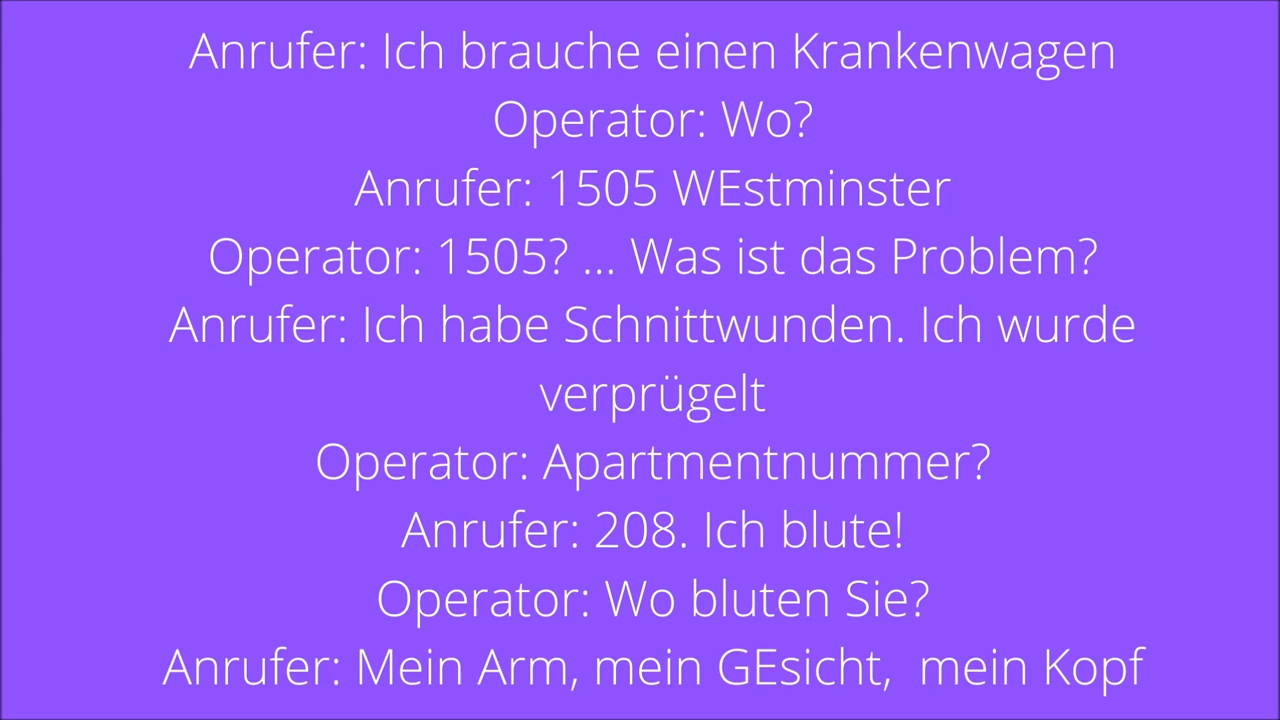 Anrufer: Ich brauche einen Krankenwagen
Operator: Wo?
Anrufer: 1505 WEstminster
Operator: 1505? ... Was ist das Problem?
Anrufer: Ich habe Schnittwunden. Ich wurde
verprügelt
Operator: Apartmentnummer?
Anrufer: 208. Ich blute!
Operator: Wo bluten Sie?
Anrufer: Mein Arm, mein GEsicht,  mein Kopf